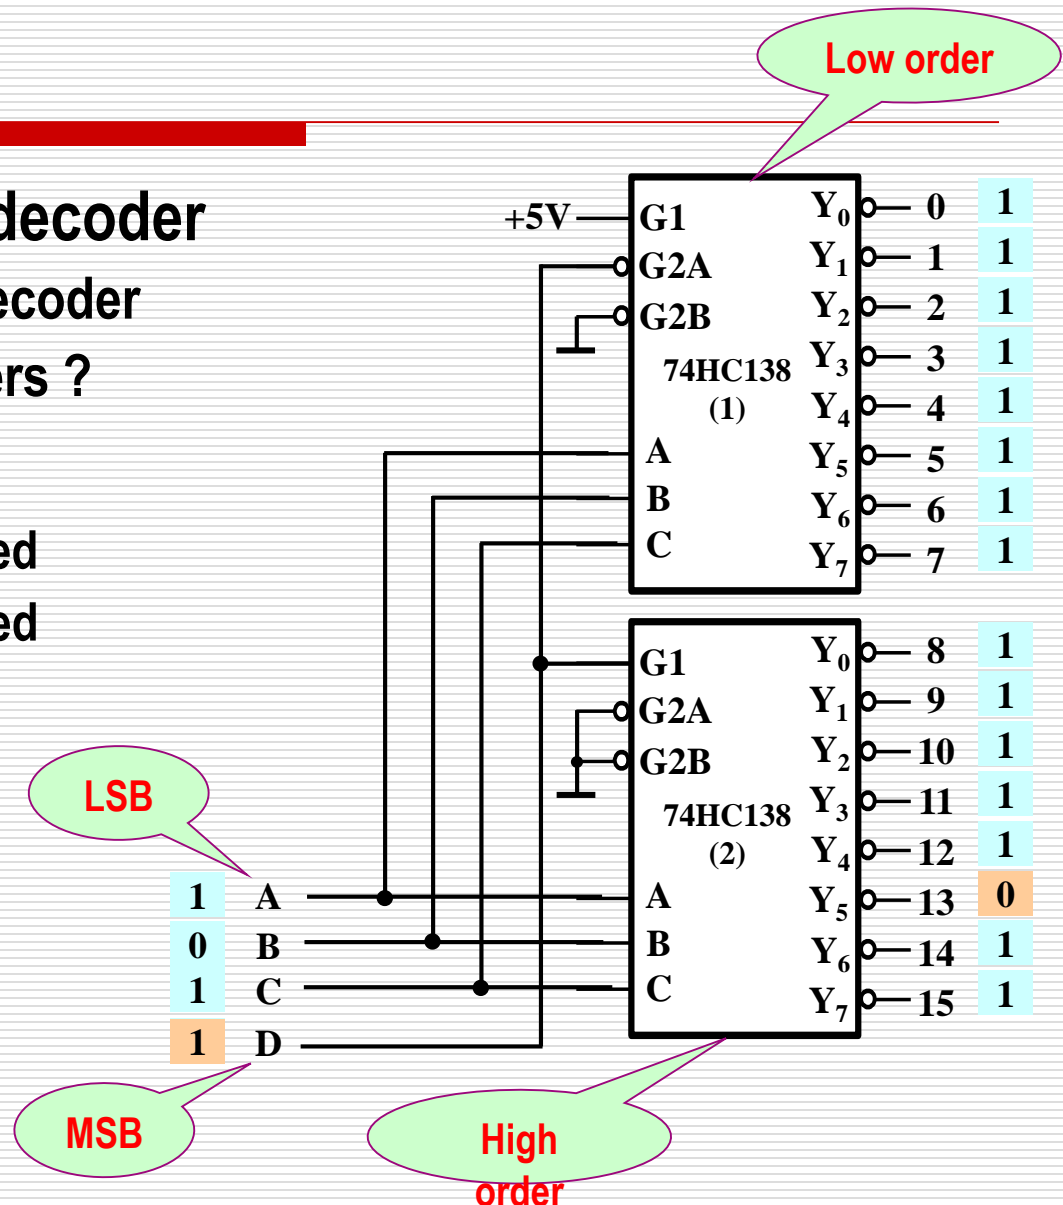 Low order
decoder
ecoder
ers ?
ed
ed
+5V
G1
G2A
G2B
74HC138
(1)
A
B
C
Y0 0 1
Y1 1 1
Y2 2 1
Y3 3 1
Y4 4 1
Y5 5 1
Y6 6 1
Y7 7 1
G1
G2A
G2B
74HC138
(2)
A
B
C
Y0 8 1
Y1 9 1
Y2 10 1
Y3 11 1
Y4 12 1
Y5 13 0
Y6 14 1
Y7 15 1
LSB
1 A
0 B
1 C
1 D
MSB
High
order